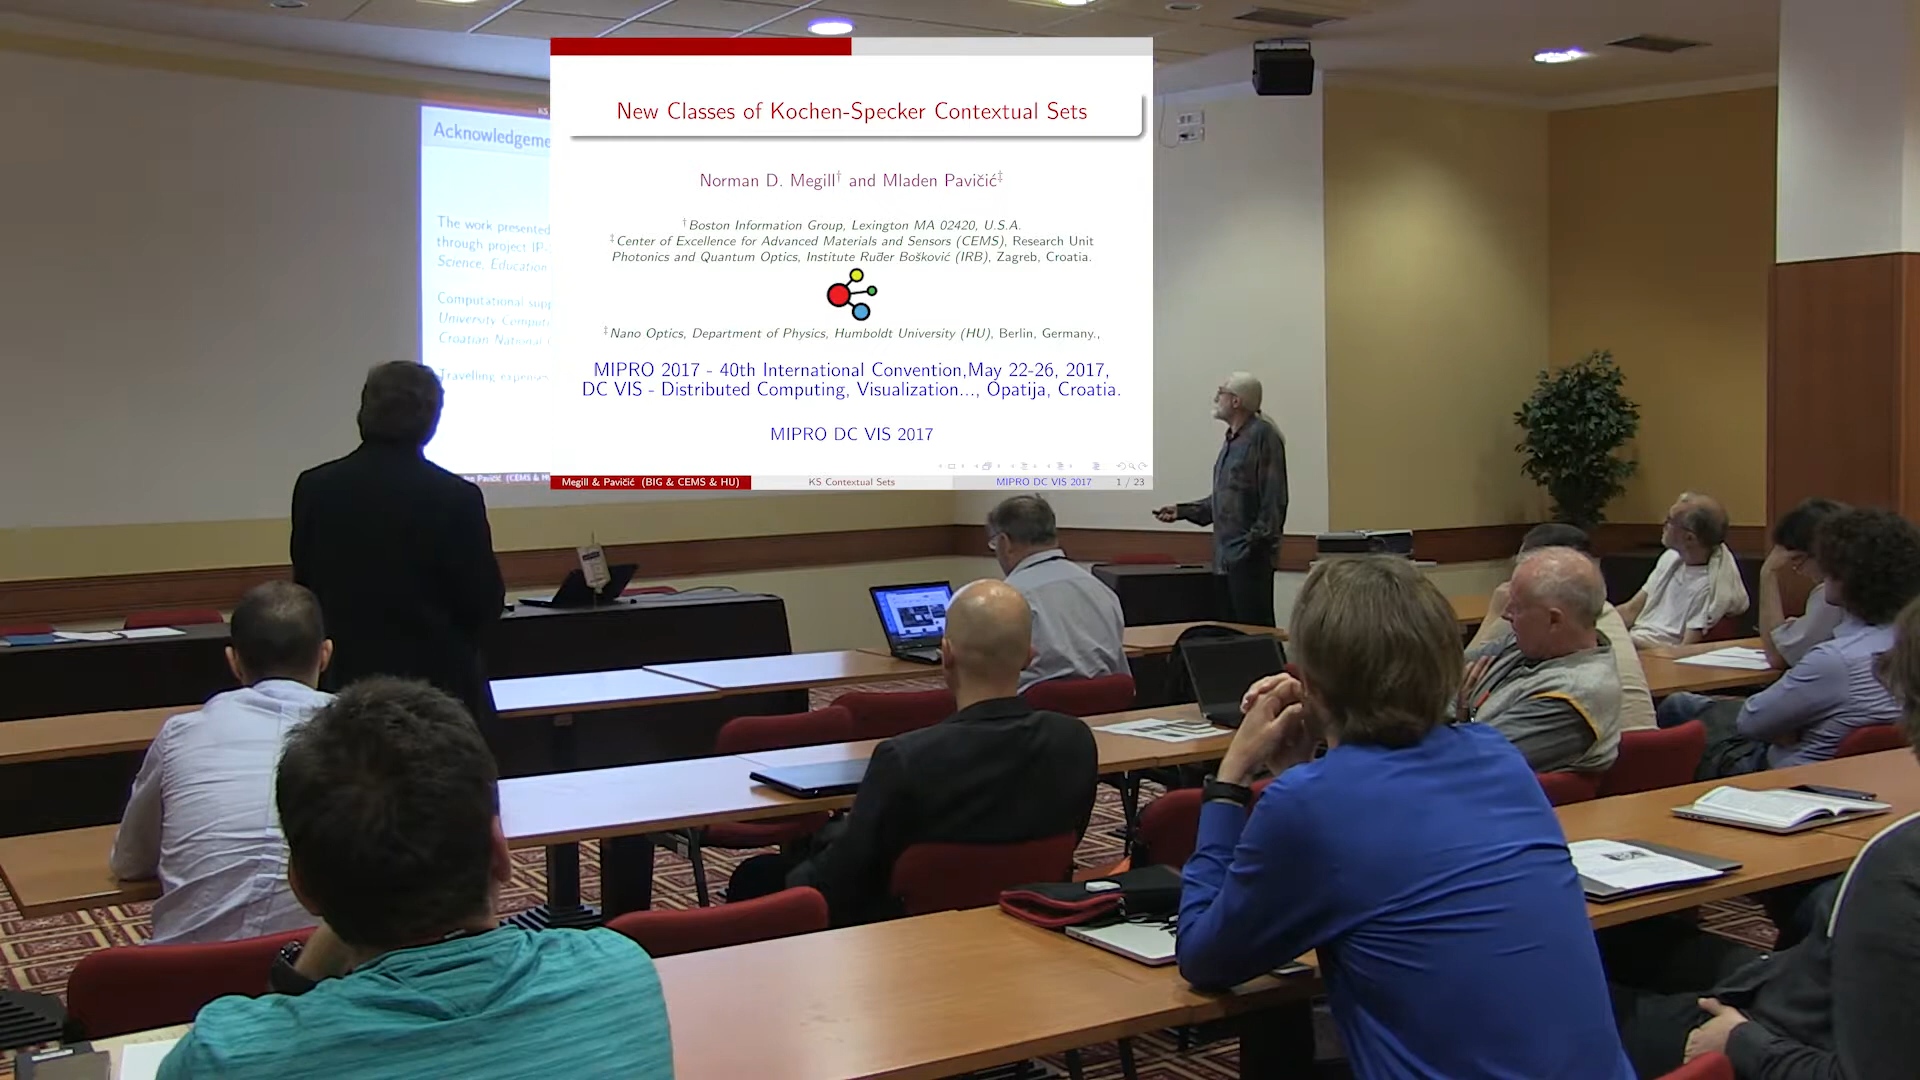 New Classes of Kochen-Specker Contextual Sets
Norman D. Megill† and Mladen Pavičić‡
†Boston Information Group, Lexington MA 02420, U.S.A.
‡Center of Excellence for Advanced Materials and Sensors (CEMS), Research Unit
Photonics and Quantum Optics, Institute Ruđer Bošković (IRB), Zagreb, Croatia.
‡Nano Optics, Department of Physics, Humboldt University (HU), Berlin, Germany.,
MIPRO 2017 - 40th International Convention,May 22-26, 2017,
DC VIS - Distributed Computing, Visualization..., Opatija, Croatia.
MIPRO DC VIS 2017
Megill & Pavičić (BIG & CEMS & HU) KS Contextual Sets MIPRO DC VIS 2017 1 / 23
KS
Acknowledgeme
The work presented
through project IP-
Science, Education
Computational supp
University Computi
Croatian National
Travelling expenses
Pavičić (CEMS & H